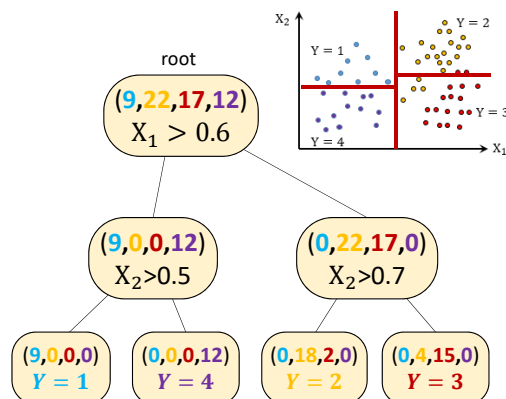 root
(9,22,17,12)
X₁ > 0.6
X₂
Y = 1
Y = 2
Y = 3
Y = 4
X₁
(9,0,0,12)
X₂>0.5
(0,22,17,0)
X₂>0.7
(9,0,0,0)
Y = 1
(0,0,0,12)
Y = 4
(0,18,2,0)
Y = 2
(0,4,15,0)
Y = 3